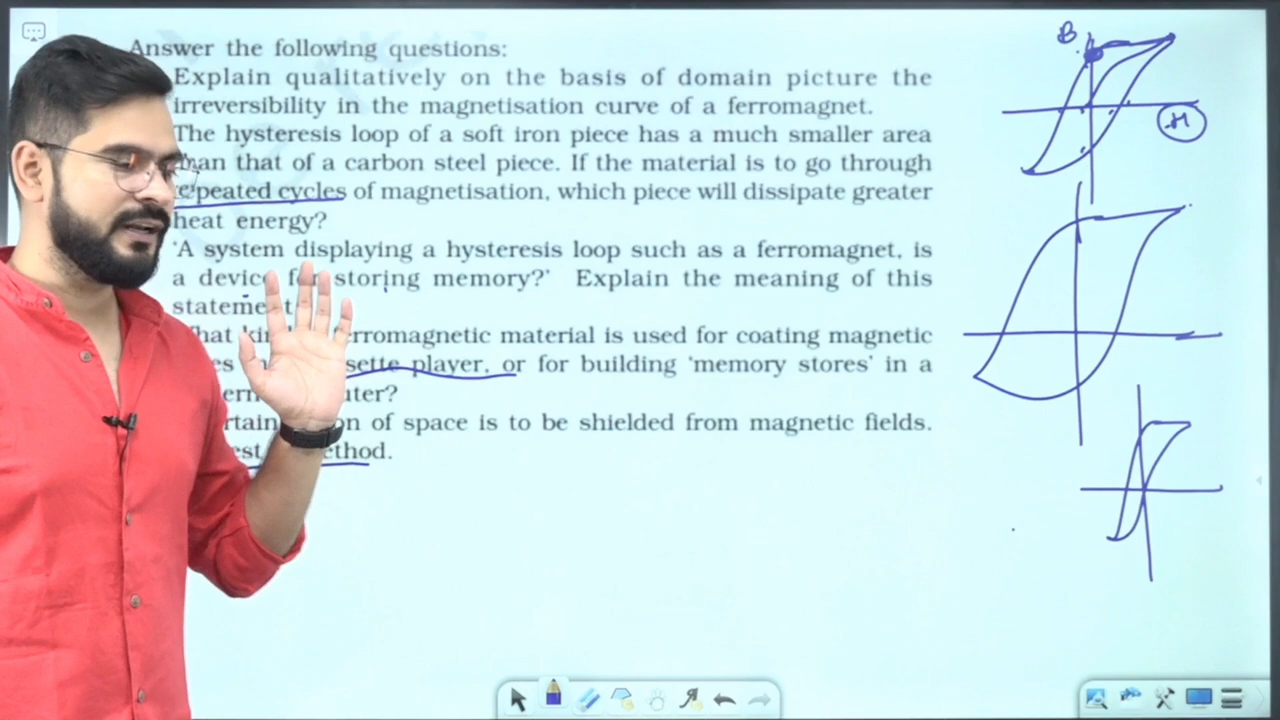 Answer the following questions:
Explain qualitatively on the basis of domain picture the
irreversibility in the magnetisation curve of a ferromagnet.
The hysteresis loop of a soft iron piece has a much smaller area
than that of a carbon steel piece. If the material is to go through
repeated cycles of magnetisation, which piece will dissipate greater
heat energy?
'A system displaying a hysteresis loop such as a ferromagnet, is
a device for storing memory?' Explain the meaning of this
statement
ferromagnetic material is used for coating magnetic
player, or for building 'memory stores' in a
of space is to be shielded from magnetic fields.
B
H